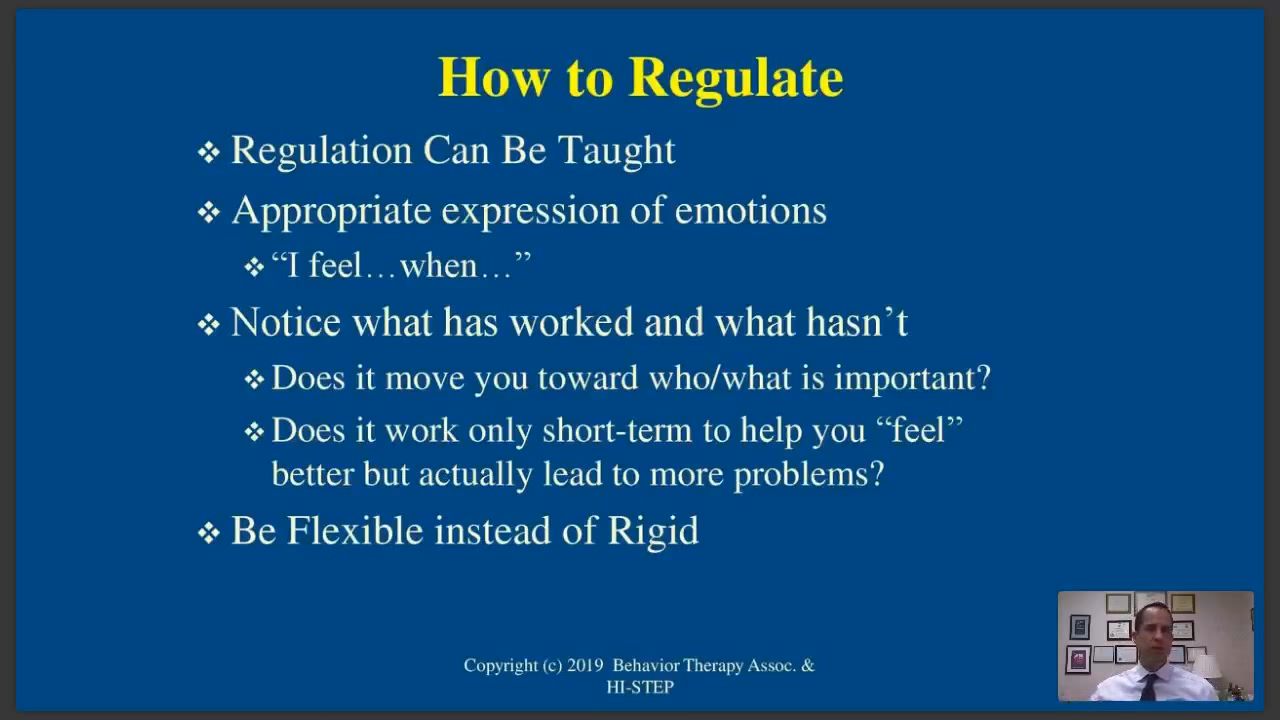 How to Regulate
❖ Regulation Can Be Taught
❖ Appropriate expression of emotions
❖ “I feel…when…”
❖ Notice what has worked and what hasn’t
❖ Does it move you toward who/what is important?
❖ Does it work only short-term to help you “feel”
better but actually lead to more problems?
❖ Be Flexible instead of Rigid
Copyright (c) 2019 Behavior Therapy Assoc. &
HI-STEP